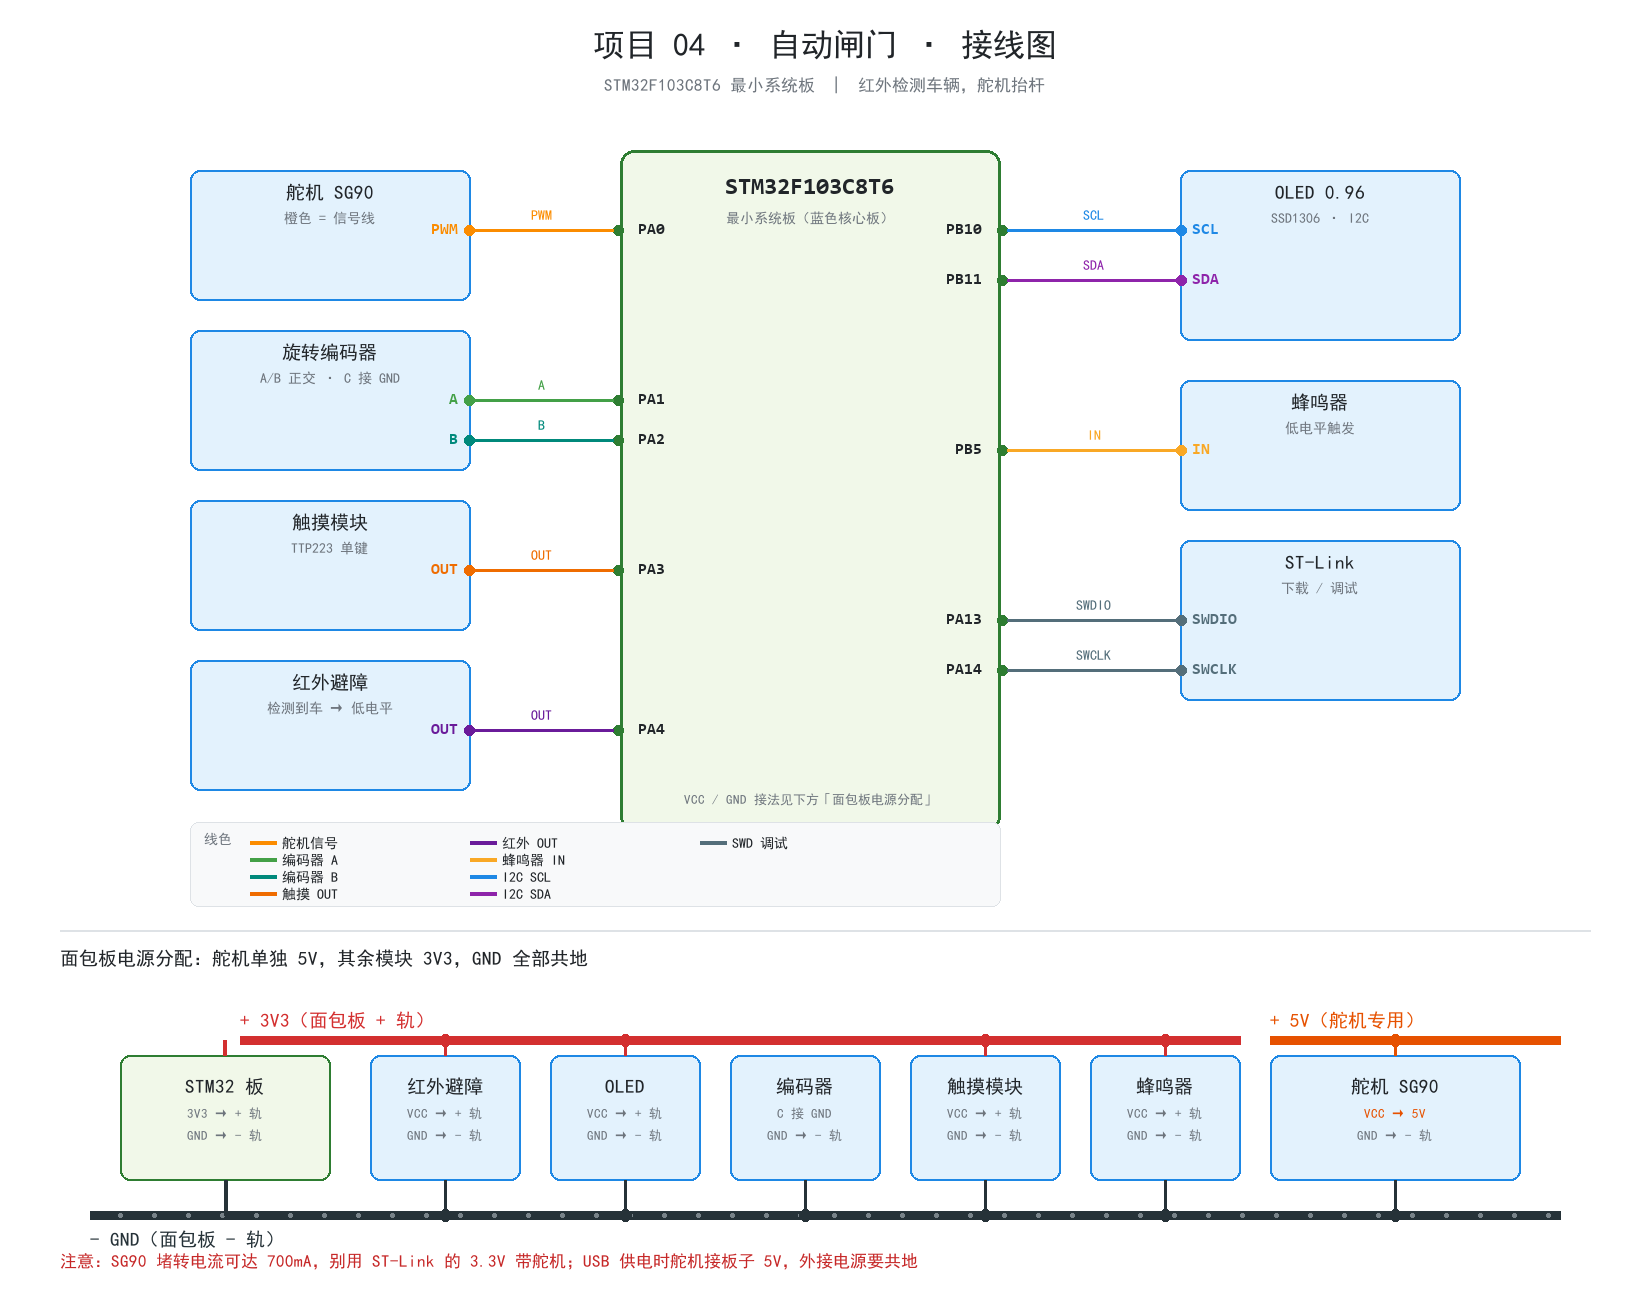 项目 04 · 自动闸门 · 接线图
STM32F103C8T6 最小系统板 | 红外检测车辆，舵机抬杆
舵机 SG90
橙色 = 信号线
PWM
PWM
STM32F103C8T6
最小系统板（蓝色核心板）
PA0
PB10
SCL
OLED 0.96
SSD1306 · I2C
SCL
PB11
SDA
SDA
旋转编码器
A/B 正交 · C 接 GND
A
A
PA1
B
B
PA2
PB5
IN
蜂鸣器
低电平触发
IN
触摸模块
TTP223 单键
OUT
OUT
PA3
ST-Link
下载 / 调试
PA13
SWDIO
SWDIO
PA14
SWCLK
SWCLK
红外避障
检测到车 → 低电平
OUT
OUT
PA4
VCC / GND 接法见下方「面包板电源分配」
线色
舵机信号
编码器 A
编码器 B
触摸 OUT
红外 OUT
蜂鸣器 IN
I2C SCL
I2C SDA
SWD 调试
面包板电源分配：舵机单独 5V，其余模块 3V3，GND 全部共地
+ 3V3（面包板 + 轨）
+ 5V（舵机专用）
STM32 板
3V3 → + 轨
GND → - 轨
红外避障
VCC → + 轨
GND → - 轨
OLED
VCC → + 轨
GND → - 轨
编码器
C 接 GND
GND → - 轨
触摸模块
VCC → + 轨
GND → - 轨
蜂鸣器
VCC → + 轨
GND → - 轨
舵机 SG90
VCC → 5V
GND → - 轨
- GND（面包板 - 轨）
注意：SG90 堵转电流可达 700mA，别用 ST-Link 的 3.3V 带舵机；USB 供电时舵机接板子 5V，外接电源要共地